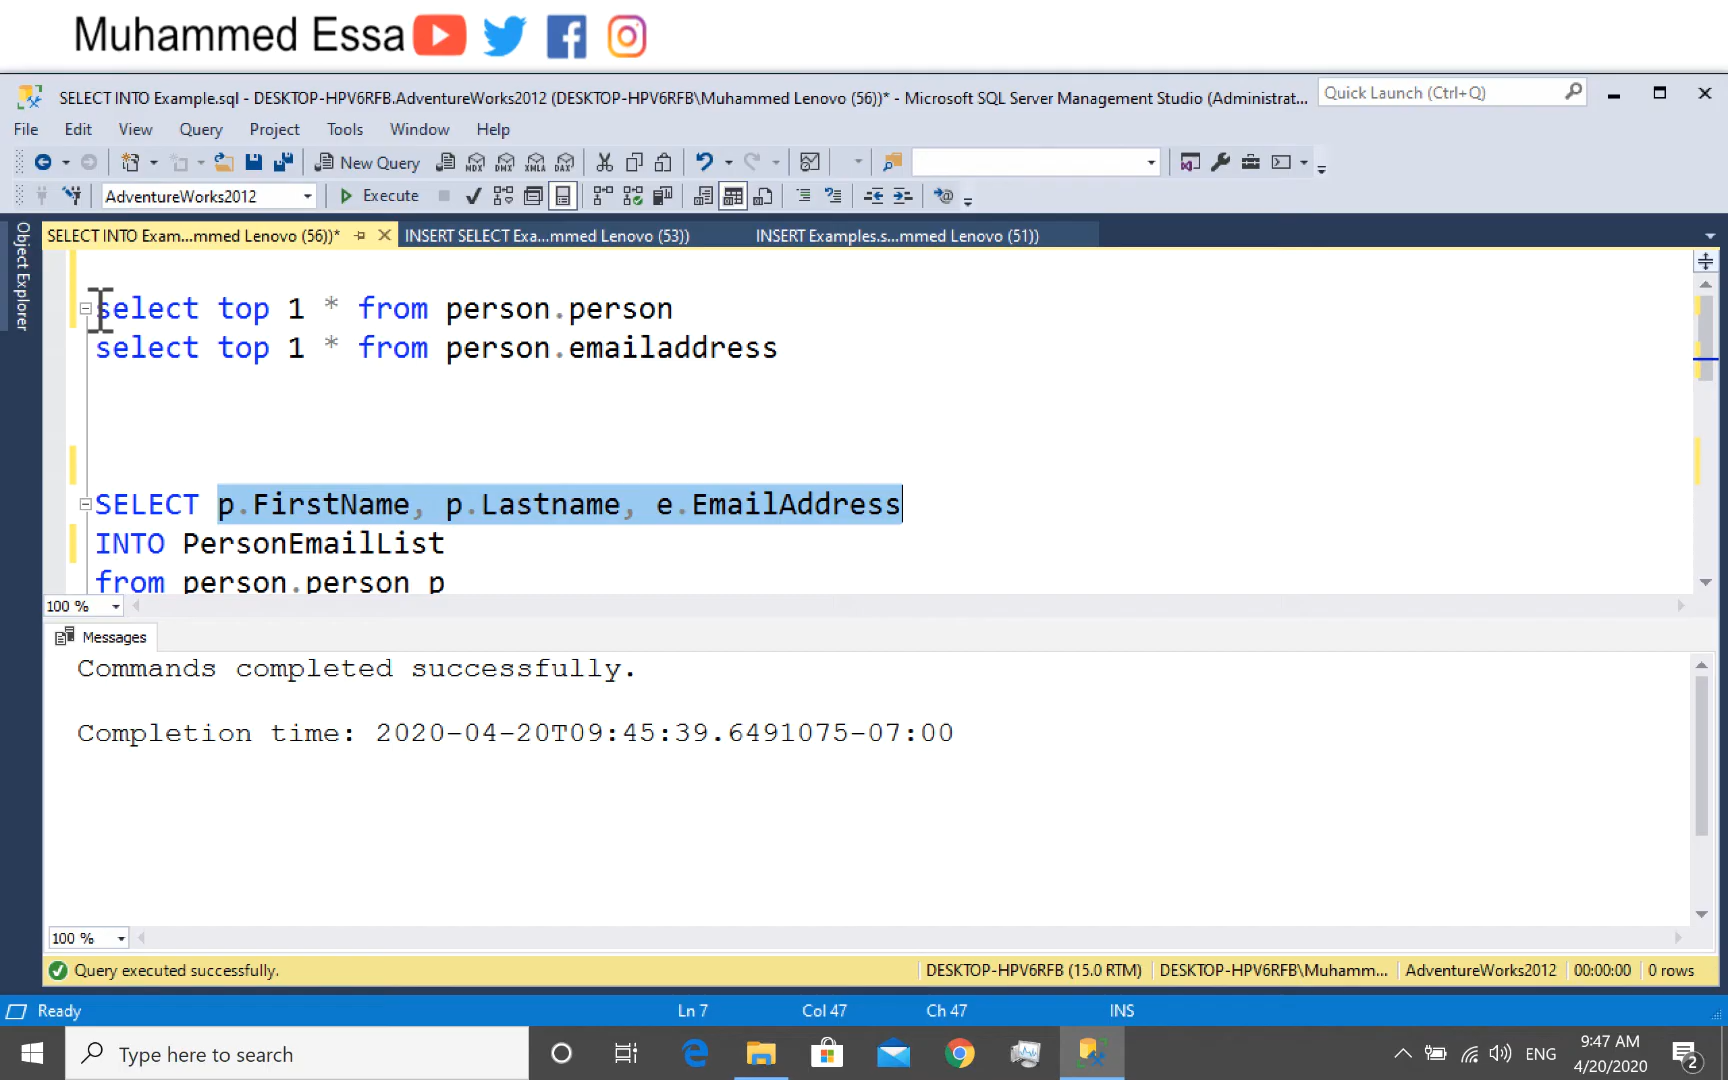 Muhammed Essa
SELECT INTO Example.sql - DESKTOP-HPV6RFB.AdventureWorks2012 (DESKTOP-HPV6RFB\Muhammed Lenovo (56))* - Microsoft SQL Server Management Studio (Administrat...
Quick Launch (Ctrl+Q)
File Edit View Query Project Tools Window Help
New Query MDX DMX XMLA DAX
AdventureWorks2012 Execute
SELECT INTO Exam...mmed Lenovo (56))* INSERT SELECT Exa...mmed Lenovo (53)) INSERT Examples.s...mmed Lenovo (51))
Object Explorer
select top 1 * from person.person
select top 1 * from person.emailaddress
SELECT p.FirstName, p.Lastname, e.EmailAddress
INTO PersonEmailList
from person.person p
100 %
Messages
Commands completed successfully.
Completion time: 2020-04-20T09:45:39.6491075-07:00
100 %
Query executed successfully. DESKTOP-HPV6RFB (15.0 RTM) DESKTOP-HPV6RFB\Muhamm... AdventureWorks2012 00:00:00 0 rows
Ready Ln 7 Col 47 Ch 47 INS
Type here to search ENG 9:47 AM
4/20/2020 2